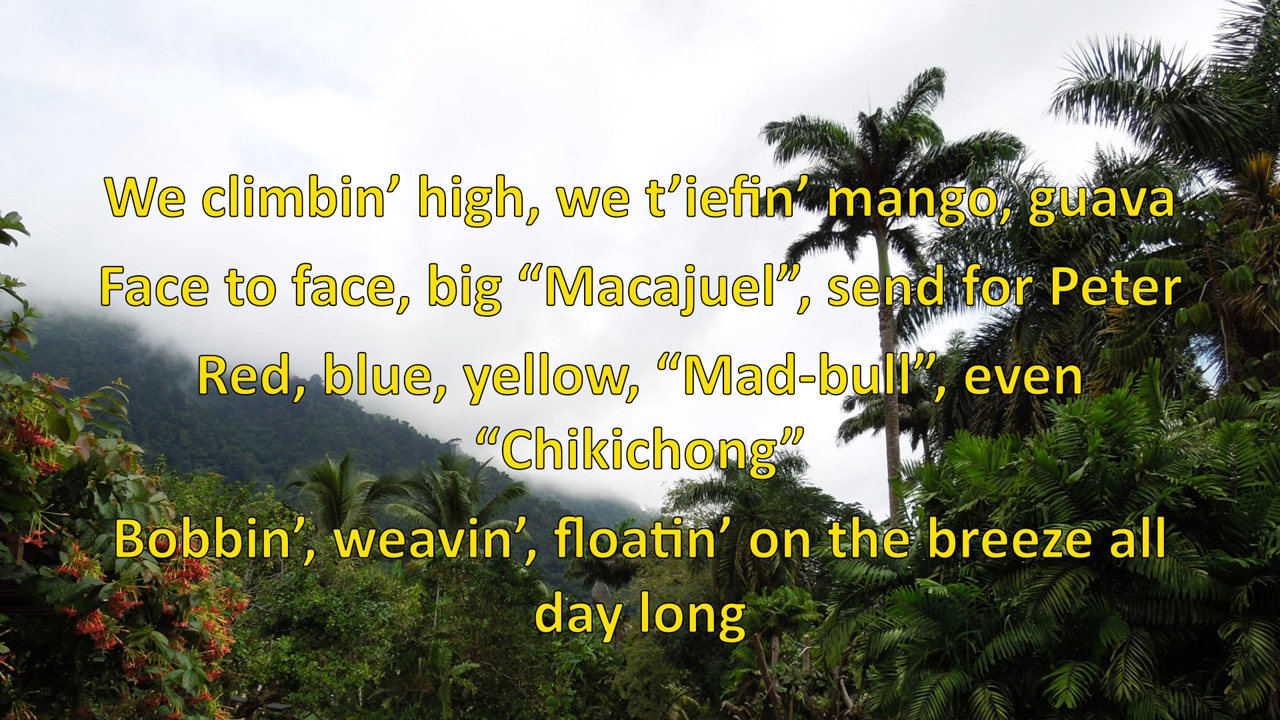 We climbin’ high, we t’iefin’ mango, guava
Face to face, big “Macajuel”, send for Peter
Red, blue, yellow, “Mad-bull”, even
“Chikichong”
Bobbin’, weavin’, floatin’ on the breeze all
day long